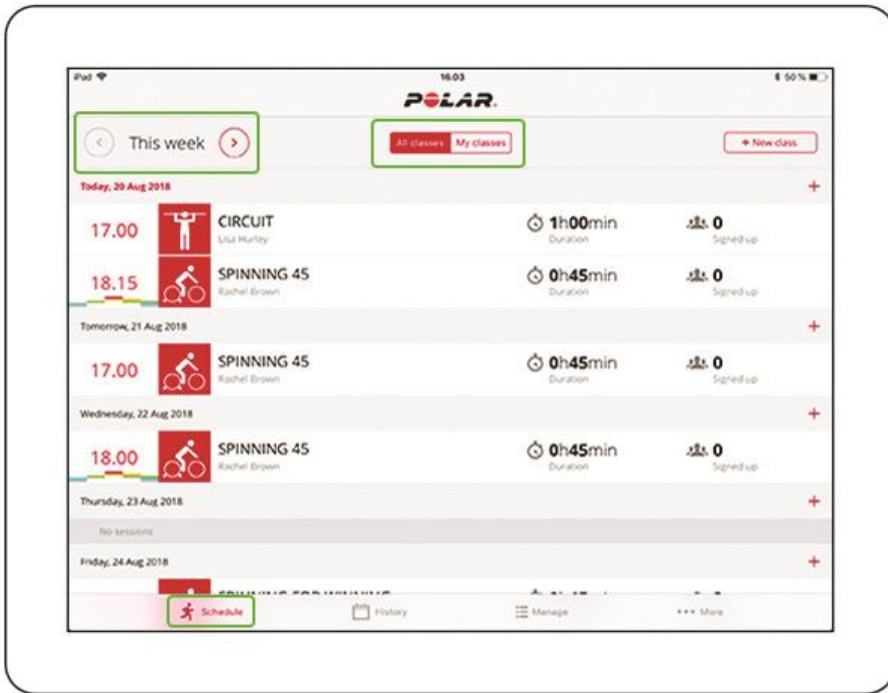 iPad 16.03 50 %
POLAR.
This week All classes My classes + New class
Today, 20 Aug 2018 +
17.00 CIRCUIT 1h00min 0
Lisa Hurley Duration Signed up
18.15 SPINNING 45 0h45min 0
Rachel Brown Duration Signed up
Tomorrow, 21 Aug 2018 +
17.00 SPINNING 45 0h45min 0
Rachel Brown Duration Signed up
Wednesday, 22 Aug 2018 +
18.00 SPINNING 45 0h45min 0
Rachel Brown Duration Signed up
Thursday, 23 Aug 2018 +
No sessions
Friday, 24 Aug 2018 +
SPINNING FOR WINNING
Schedule History Manage More